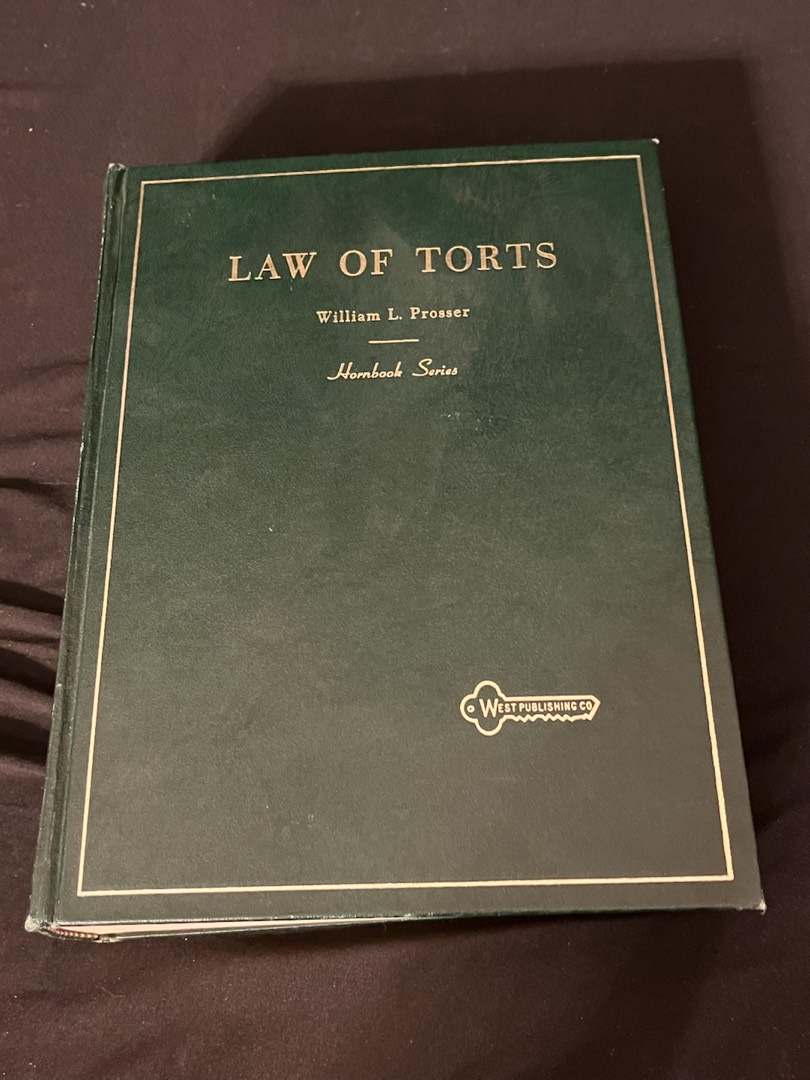 LAW OF TORTS
William L. Prosser
Hornbook Series
WEST PUBLISHING CO